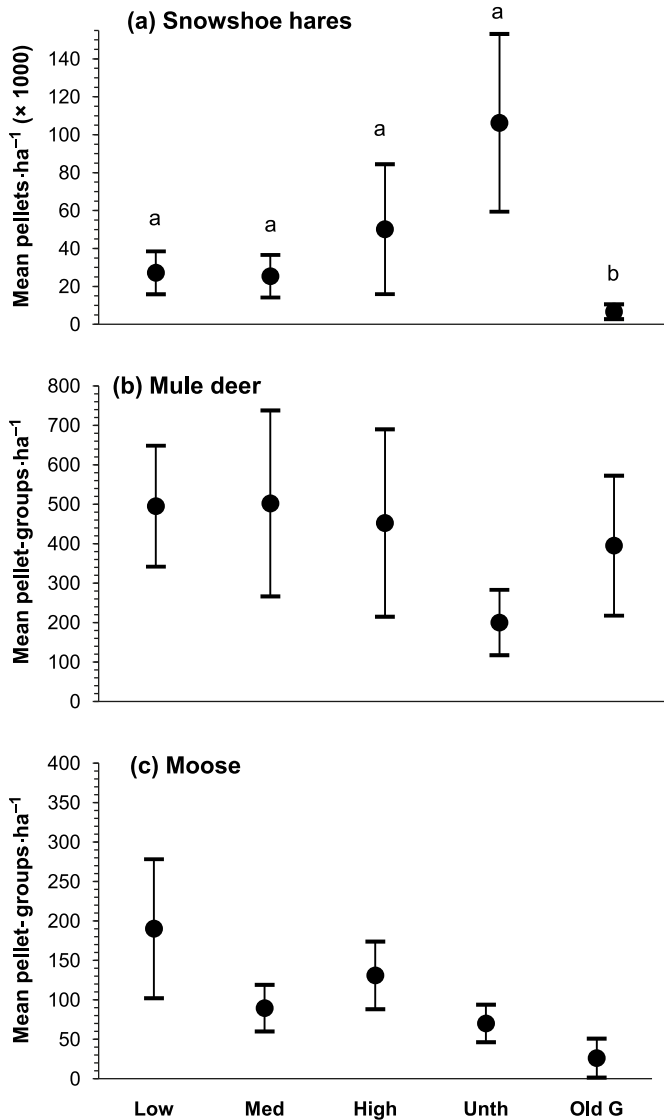 (a) Snowshoe hares
Mean pellets·ha⁻¹ (× 1000)
140
120
100
80
60
40
20
0
a
a
a
a
b
(b) Mule deer
Mean pellet-groups·ha⁻¹
800
700
600
500
400
300
200
100
0
(c) Moose
Mean pellet-groups·ha⁻¹
400
350
300
250
200
150
100
50
0
Low Med High Unth Old G